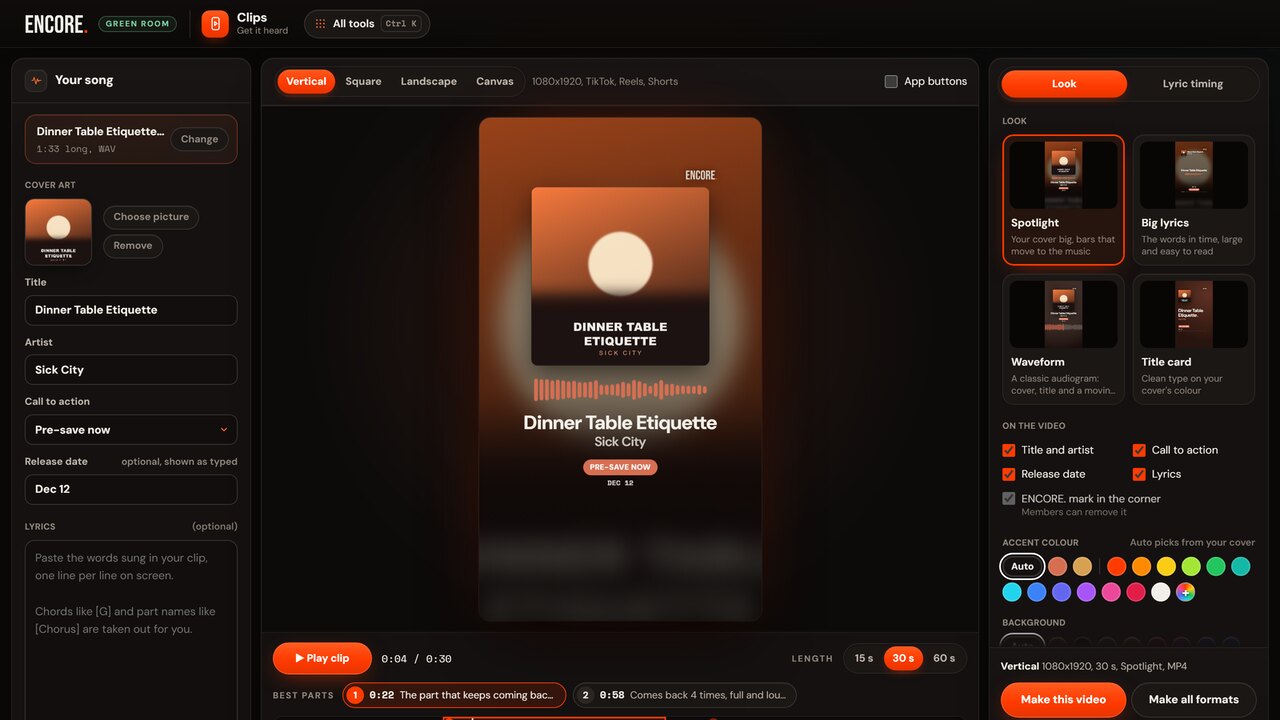 ENCORE.
GREEN ROOM
Clips
Get it heard
All tools
Ctrl K
Your song
Dinner Table Etiquette...
Change
1:33 long, WAV
COVER ART
DINNER TABLE
ETIQUETTE
Choose picture
Remove
Title
Dinner Table Etiquette
Artist
Sick City
Call to action
Pre-save now
Release date
optional, shown as typed
Dec 12
LYRICS
(optional)
Paste the words sung in your clip,
one line per line on screen.
Chords like [G] and part names like
[Chorus] are taken out for you.
Vertical
Square
Landscape
Canvas
1080x1920, TikTok, Reels, Shorts
App buttons
ENCORE
DINNER TABLE
ETIQUETTE
SICK CITY
Dinner Table Etiquette
Sick City
PRE-SAVE NOW
DEC 12
Play clip
0:04 / 0:30
LENGTH
15 s
30 s
60 s
BEST PARTS
1 0:22 The part that keeps coming bac...
2 0:58 Comes back 4 times, full and lou...
Look
Lyric timing
LOOK
Spotlight
Your cover big, bars that
move to the music
Big lyrics
The words in time, large
and easy to read
Waveform
A classic audiogram:
cover, title and a movin...
Title card
Clean type on your
cover's colour
ON THE VIDEO
Title and artist
Call to action
Release date
Lyrics
ENCORE. mark in the corner
Members can remove it
ACCENT COLOUR
Auto picks from your cover
Auto
BACKGROUND
Auto
Vertical 1080x1920, 30 s, Spotlight, MP4
Make this video
Make all formats